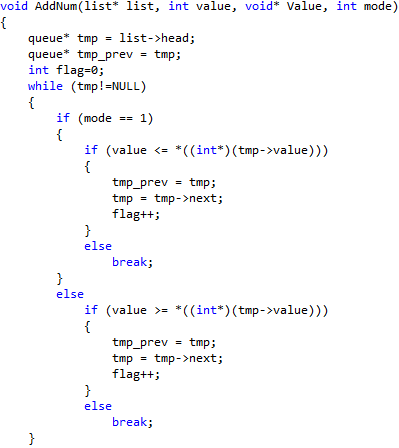 void AddNum(list* list, int value, void* Value, int mode)
{
    queue* tmp = list->head;
    queue* tmp_prev = tmp;
    int flag=0;
    while (tmp!=NULL)
    {
        if (mode == 1)
        {
            if (value <= *((int*)(tmp->value)))
            {
                tmp_prev = tmp;
                tmp = tmp->next;
                flag++;
            }
            else
                break;
        }
        else
            if (value >= *((int*)(tmp->value)))
            {
                tmp_prev = tmp;
                tmp = tmp->next;
                flag++;
            }
            else
                break;
    }